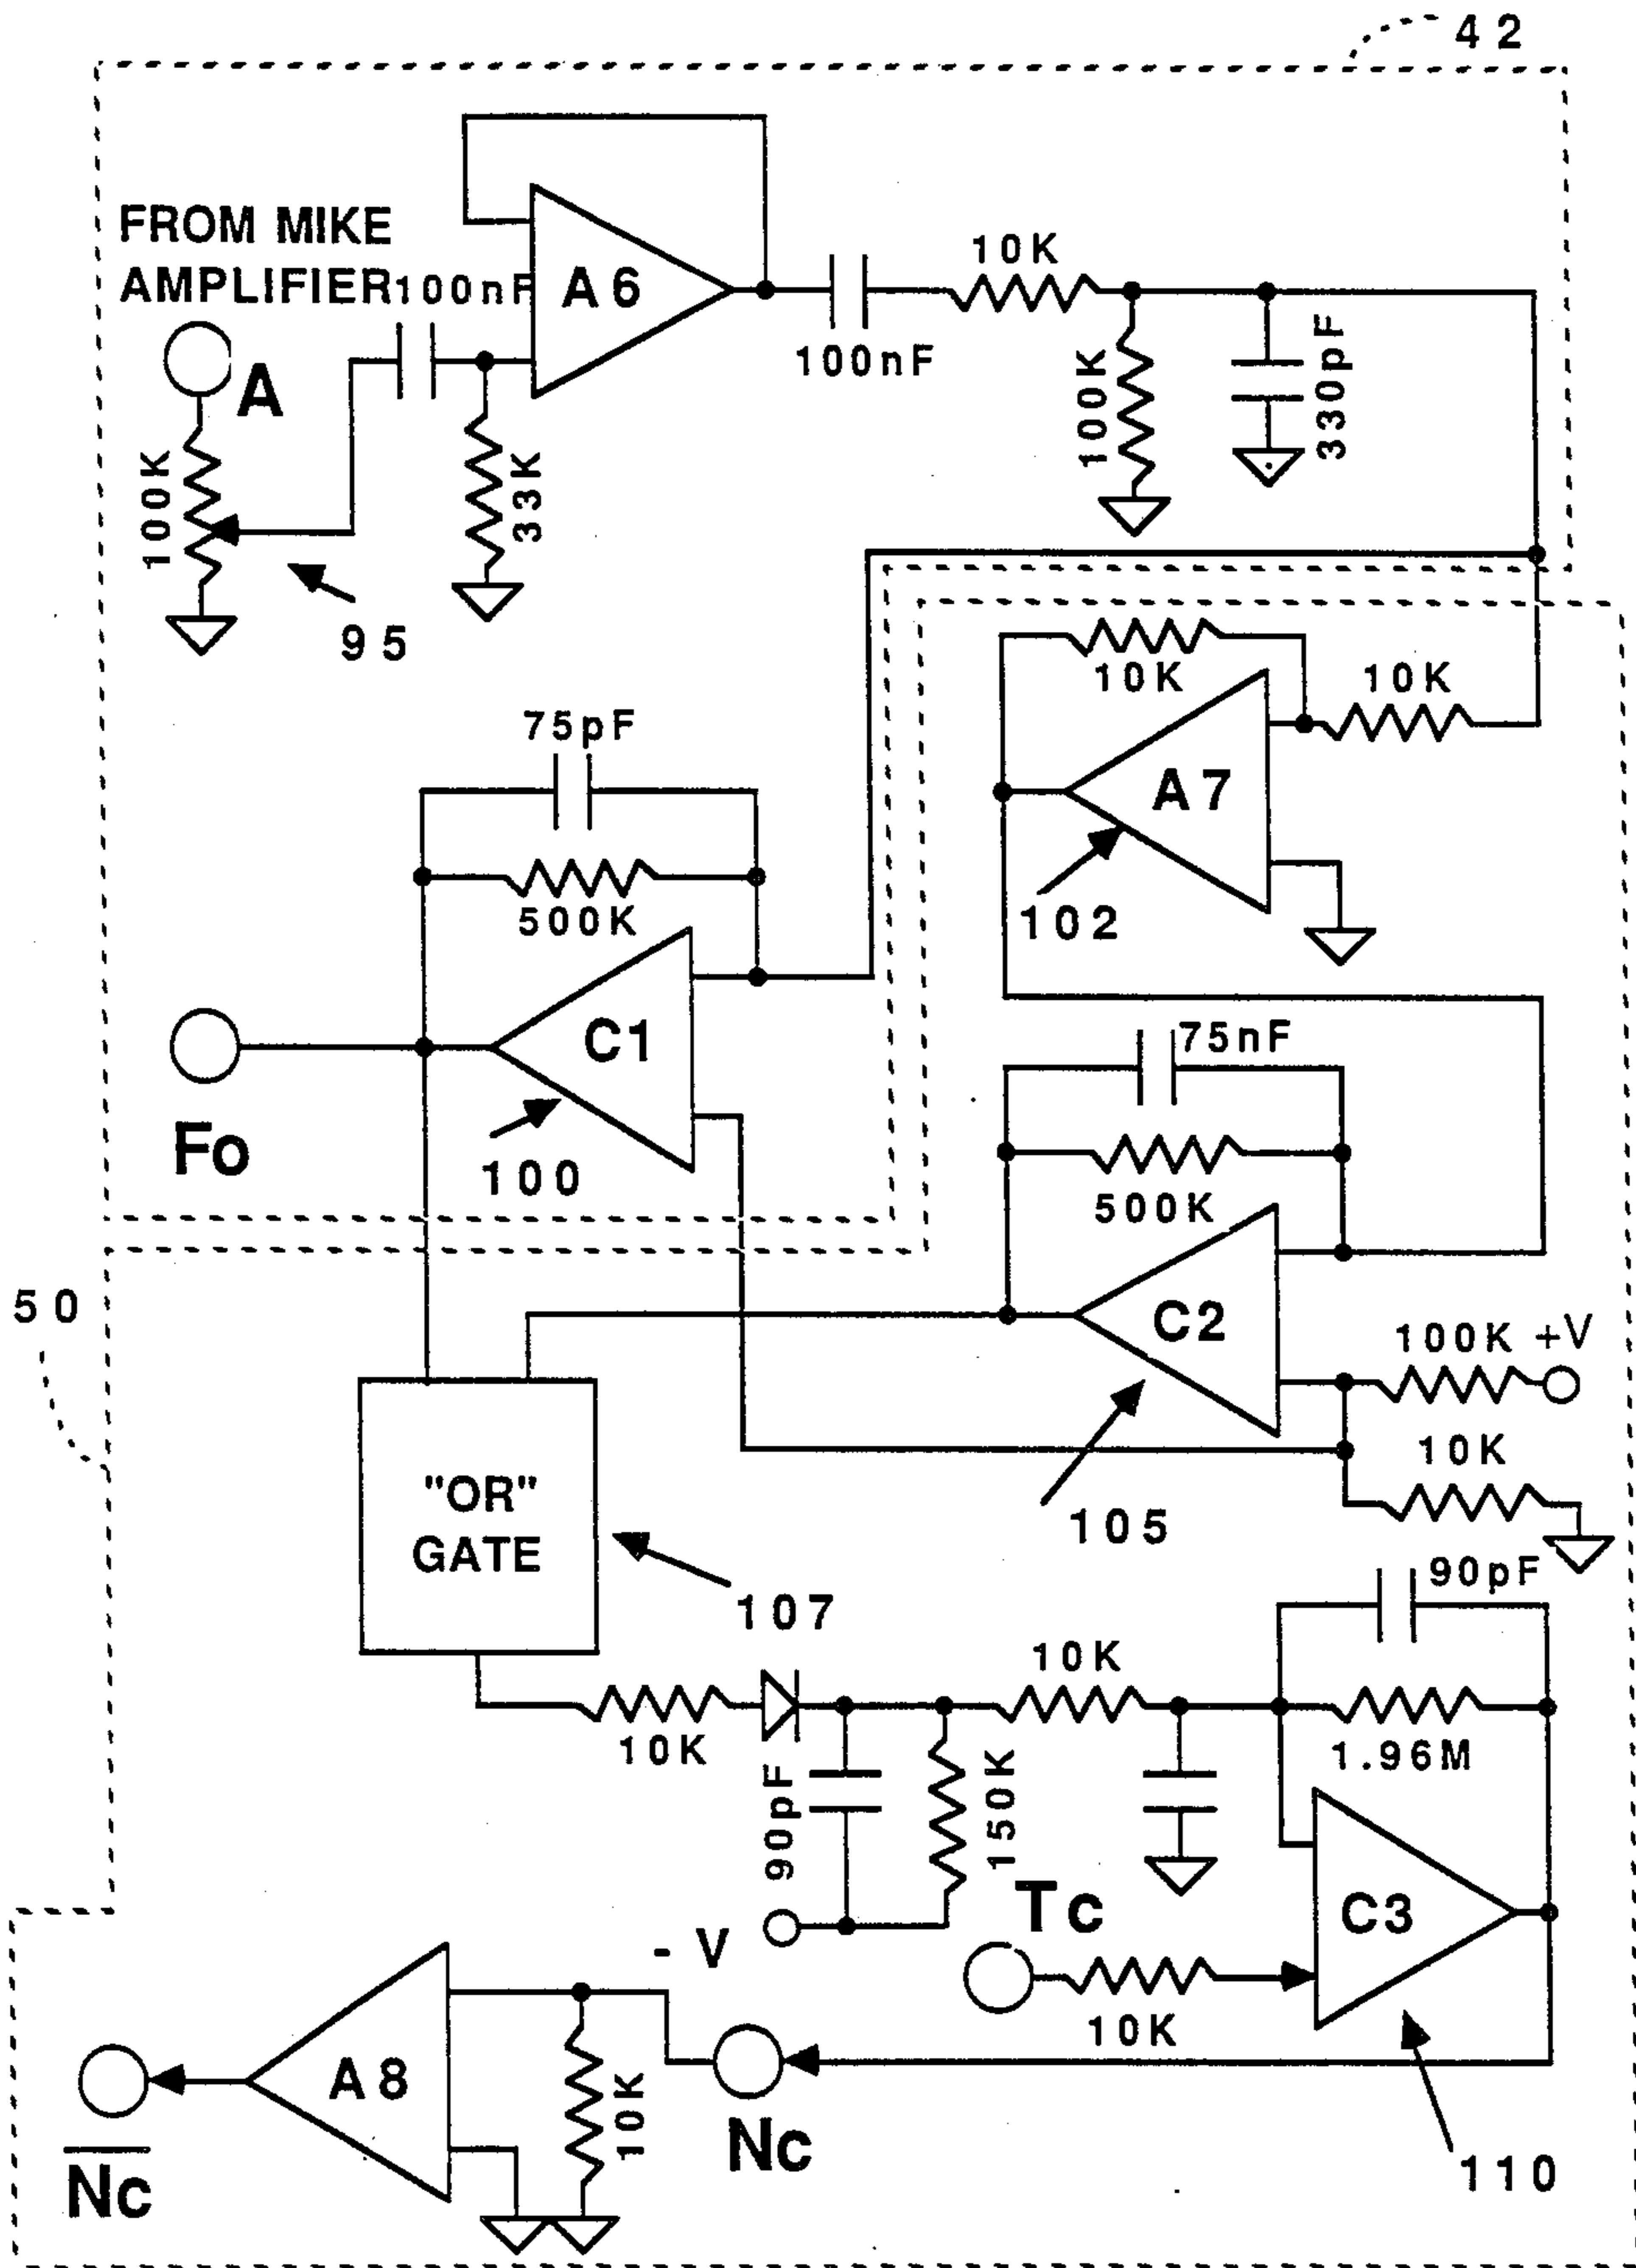 42
FROM MIKE
AMPLIFIER
100nF
A6
10K
100nF
100K
330pF
A
100K
33K
95
10K
10K
75pF
A7
500K
102
C1
75nF
Fo
100
500K
50
C2
100K +V
10K
"OR"
GATE
105
107
90pF
10K
10K
1.96M
90pF
150K
Tc
C3
- V
10K
A8
10K
Nc
Nc
110